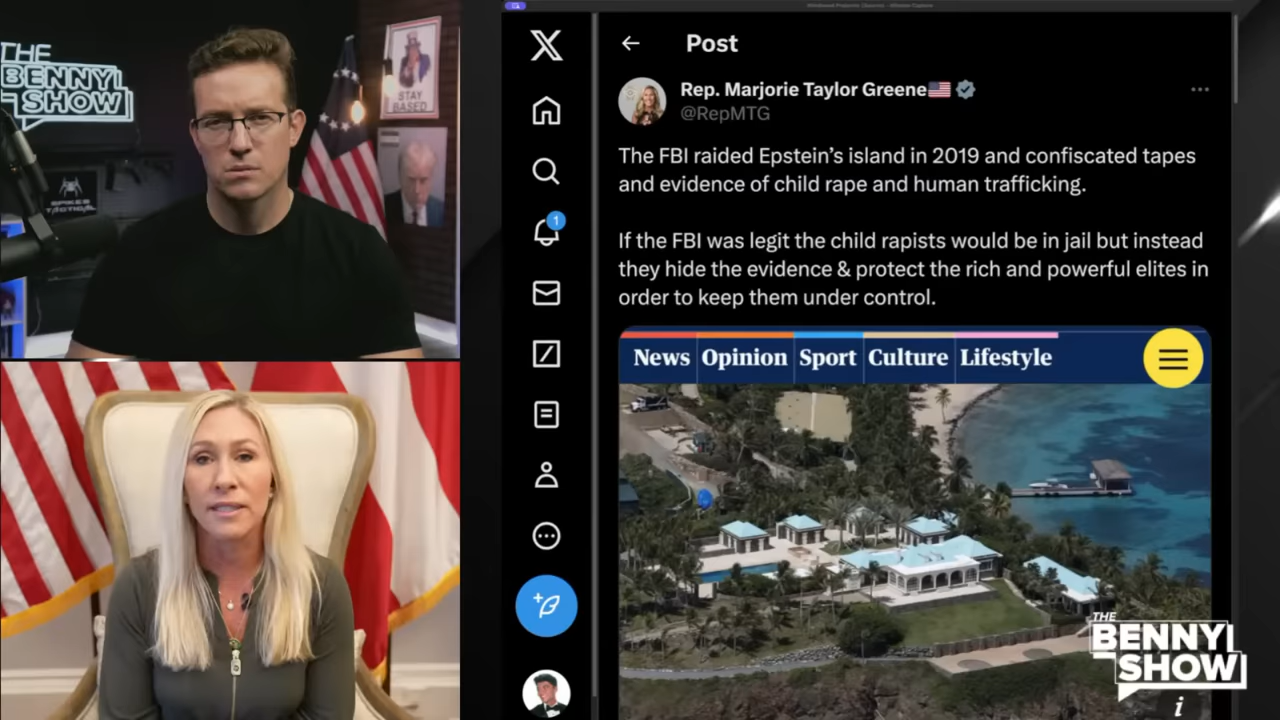 THE
BENNY
SHOW
STAY
BASED
SPIKE'S
TACTICAL
Post
Rep. Marjorie Taylor Greene
@RepMTG
The FBI raided Epstein’s island in 2019 and confiscated tapes
and evidence of child rape and human trafficking.
If the FBI was legit the child rapists would be in jail but instead
they hide the evidence & protect the rich and powerful elites in
order to keep them under control.
1
News Opinion Sport Culture Lifestyle
THE
BENNY
SHOW
i